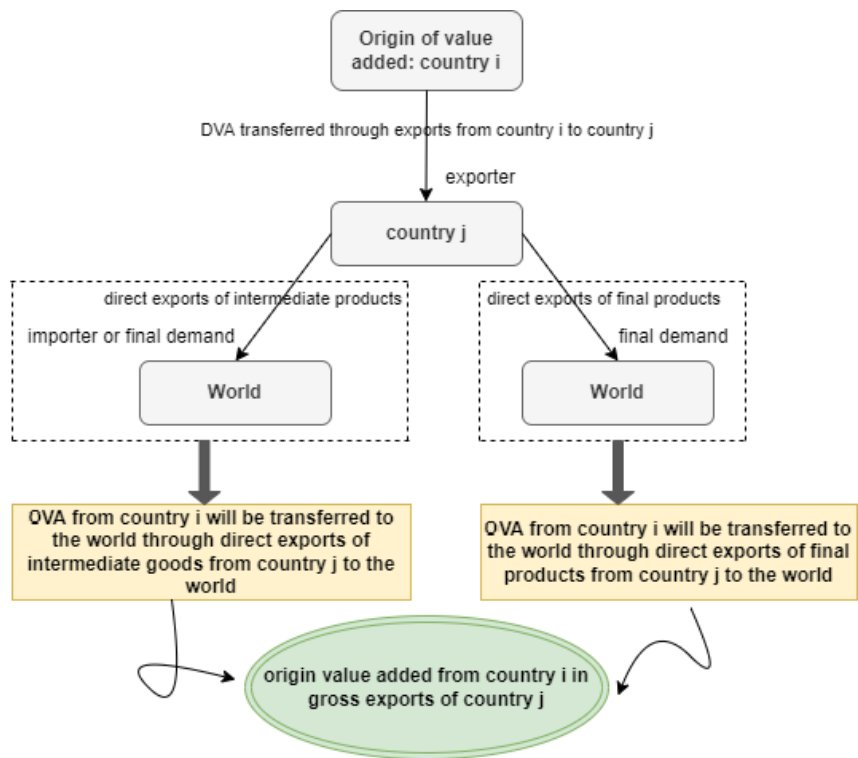 Origin of value
added: country i
DVA transferred through exports from country i to country j
exporter
country j
direct exports of intermediate products
importer or final demand
World
direct exports of final products
final demand
World
OVA from country i will be transferred to
the world through direct exports of
intermediate goods from country j to the
world
OVA from country i will be transferred to
the world through direct exports of final
products from country j to the world
origin value added from country i in
gross exports of country j